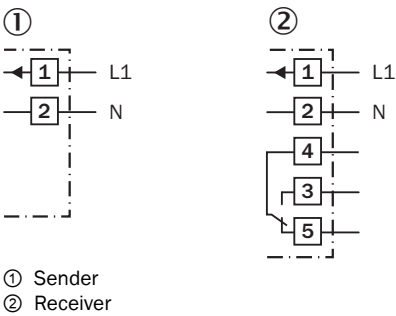 ① ②
1 L1 1 L1
2 N 2 N
4
3
5
① Sender
② Receiver